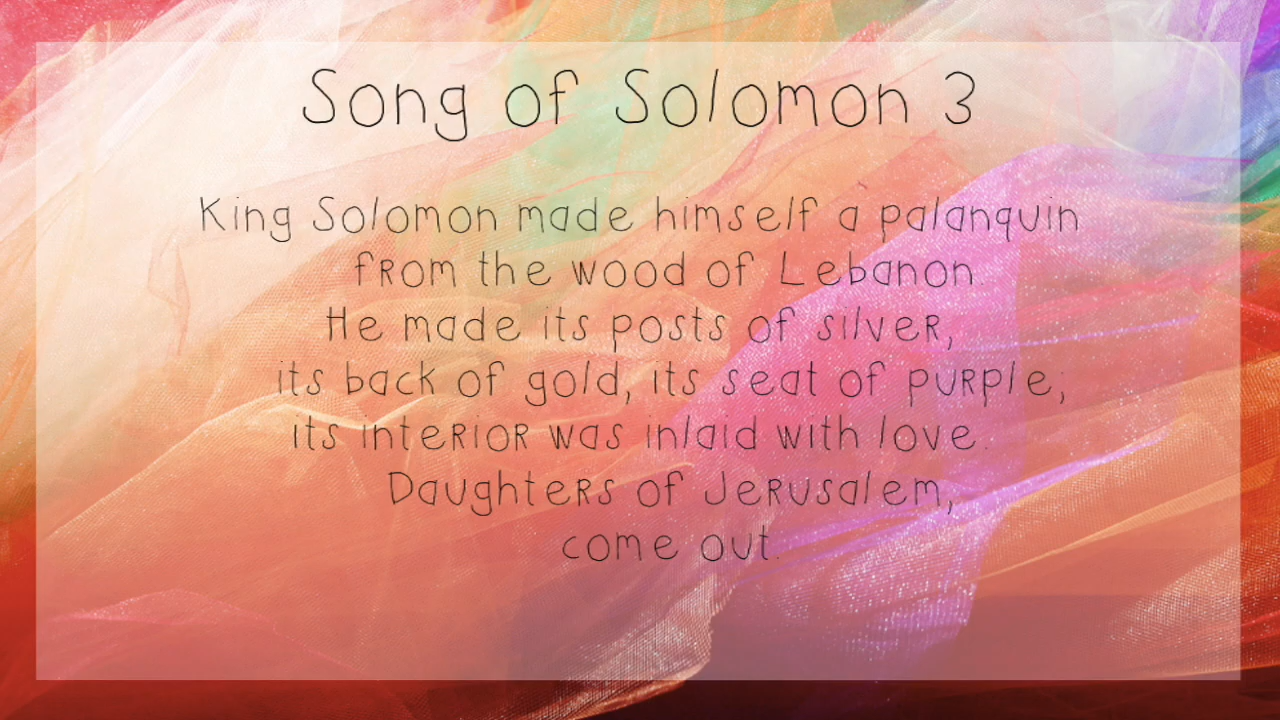 Song of Solomon 3
King Solomon made himself a palanquin
from the wood of Lebanon.
He made its posts of silver,
its back of gold, its seat of purple;
its interior was inlaid with love.
Daughters of Jerusalem,
come out.